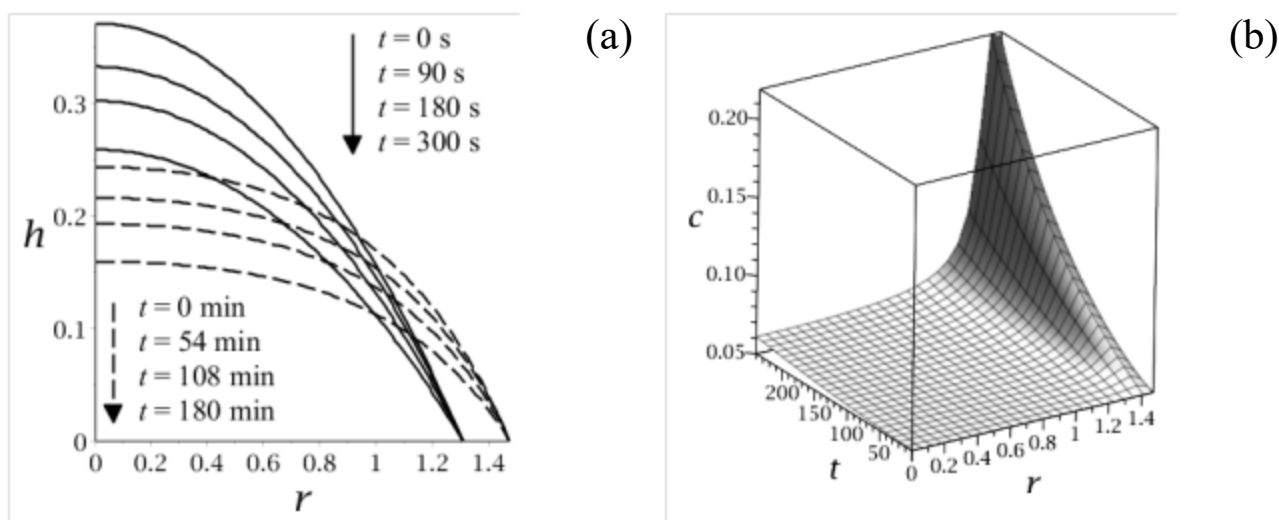 (a)
t = 0 s
t = 90 s
t = 180 s
t = 300 s
0.3
0.2
h
0.1
0
t = 0 min
t = 54 min
t = 108 min
t = 180 min
0 0.2 0.4 0.6 0.8 1 1.2 1.4
r
(b)
0.20
0.15
c
0.10
0.05
200
150
100
50
0
t
0.2 0.4 0.6 0.8 1 1.2 1.4
r